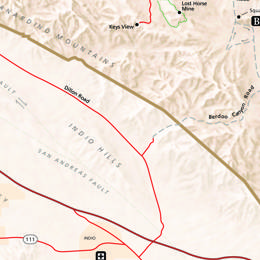 Lost Horse
Mine
Keys View
Squ
B
NARDINO MOUNTAINS
Dillon Road
Berdoo Canyon Road
FAULT
INDIO HILLS
SAN ANDREAS FAULT
111
INDIO